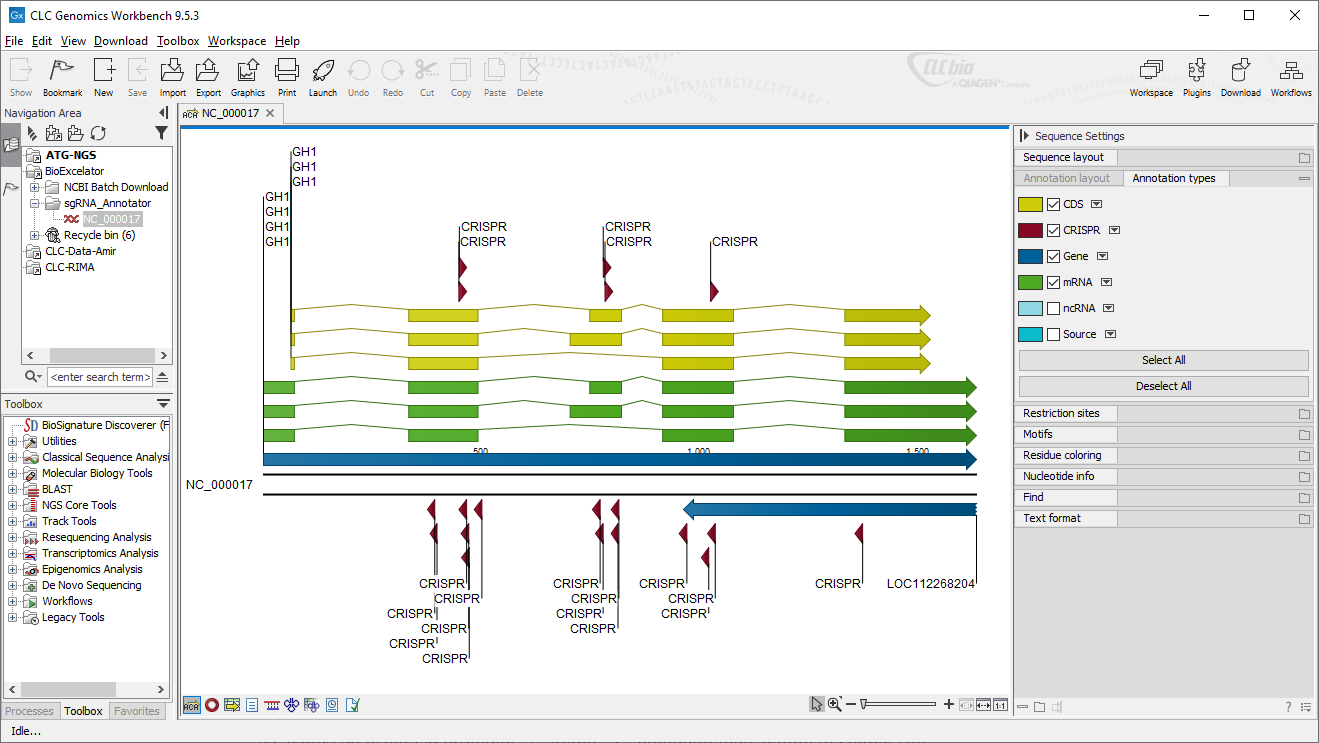 CLC Genomics Workbench 9.5.3
File Edit View Download Toolbox Workspace Help
Show Bookmark New Save Import Export Graphics Print Launch Undo Redo Cut Copy Paste Delete
CLCbio
A QIAGEN Company
Workspace Plugins Download Workflows
Navigation Area
ATG-NGS
BioExcelator
NCBI Batch Download
sgRNA_Annotator
NC_000017
Recycle bin (6)
CLC-Data-Amir
CLC-RIMA
<enter search term>
Toolbox
BioSignature Discoverer (F
Utilities
Classical Sequence Analysi
Molecular Biology Tools
BLAST
NGS Core Tools
Track Tools
Resequencing Analysis
Transcriptomics Analysis
Epigenomics Analysis
De Novo Sequencing
Workflows
Legacy Tools
Processes Toolbox Favorites
Idle...
NC_000017
GH1
GH1
GH1
GH1
GH1
GH1
GH1
CRISPR CRISPR
CRISPR CRISPR CRISPR
500 1,000 1,500
NC_000017
CRISPR CRISPR CRISPR CRISPR LOC112268204
CRISPR CRISPR CRISPR
CRISPR CRISPR CRISPR
CRISPR CRISPR
CRISPR
CRISPR
Sequence Settings
Sequence layout
Annotation layout Annotation types
CDS
CRISPR
Gene
mRNA
ncRNA
Source
Select All
Deselect All
Restriction sites
Motifs
Residue coloring
Nucleotide info
Find
Text format